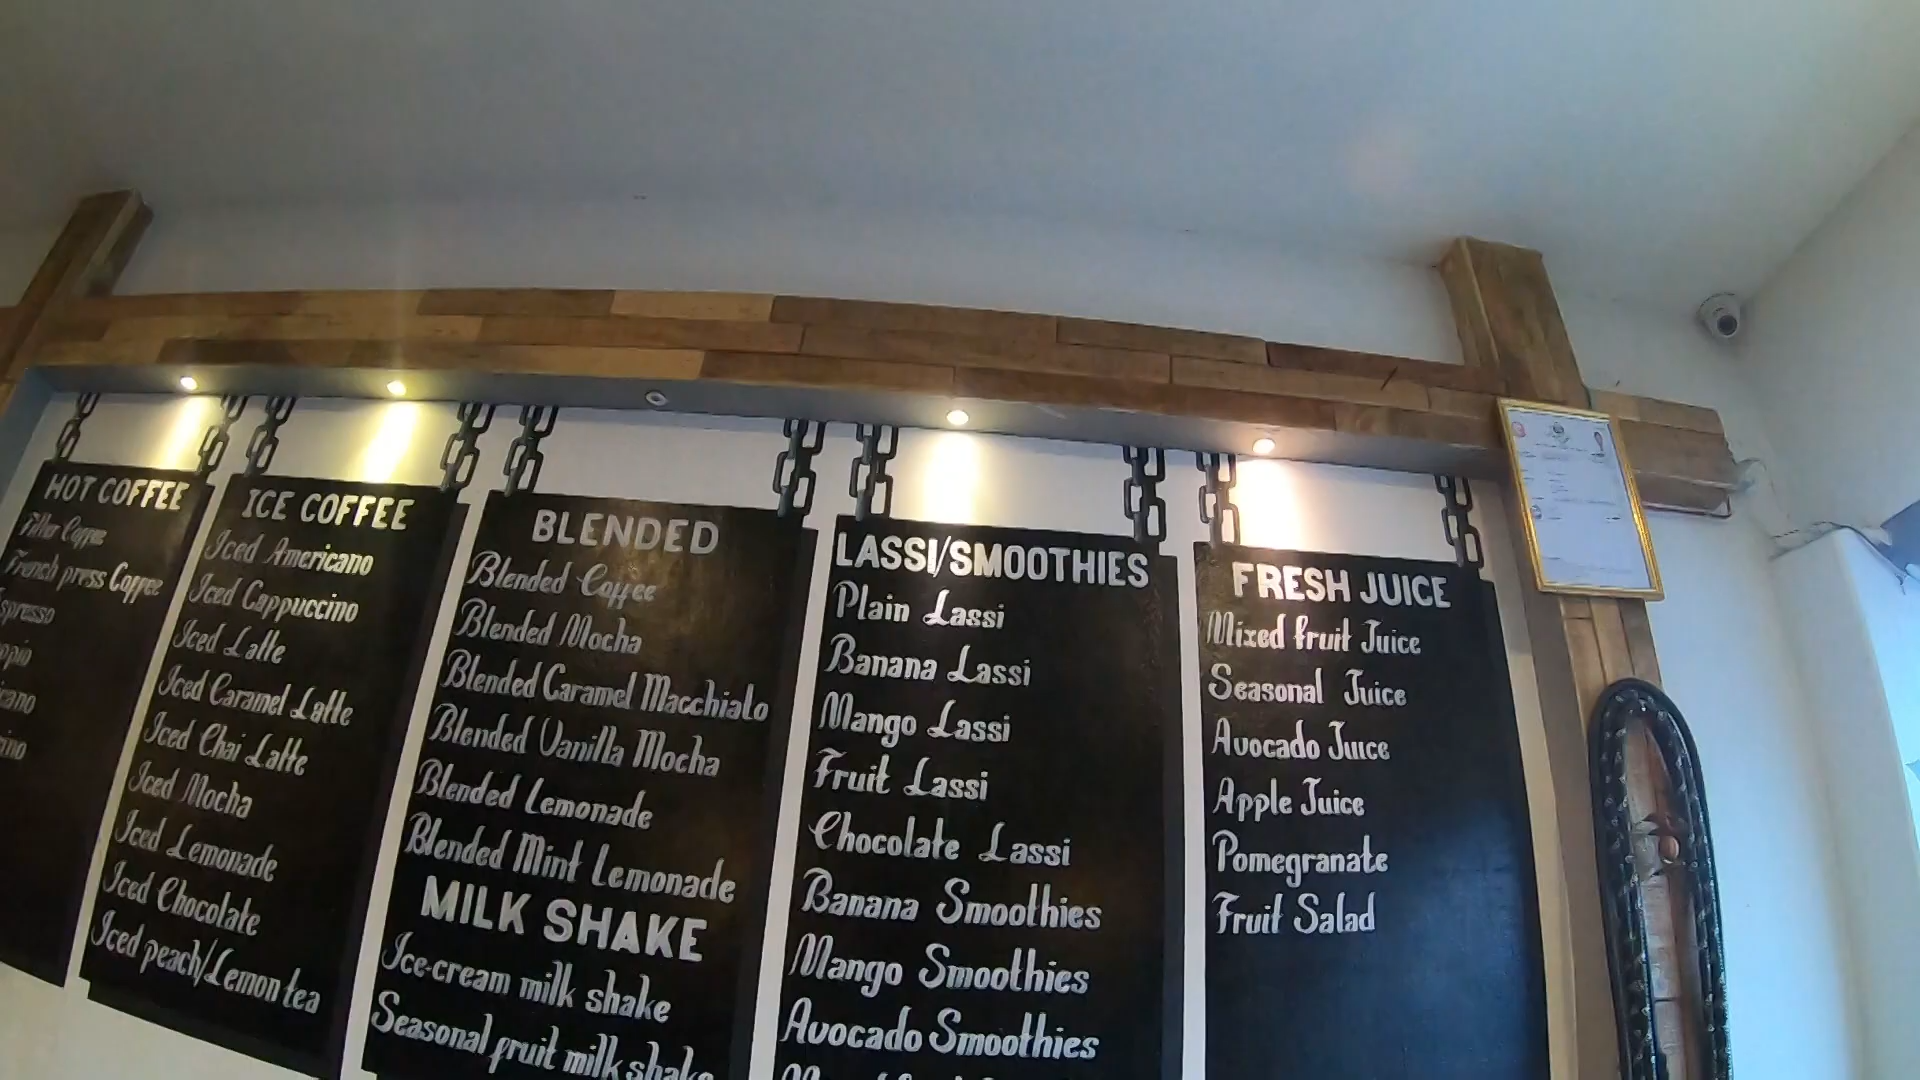 HOT COFFEE
Filter Coffee
French press Coffee
ICE COFFEE
Iced Americano
Iced Cappuccino
Iced Latte
Iced Caramel Latte
Iced Chai Latte
Iced Mocha
Iced Lemonade
Iced Chocolate
Iced peach/Lemon tea
BLENDED
Blended Coffee
Blended Mocha
Blended Caramel Macchiato
Blended Vanilla Mocha
Blended Lemonade
Blended Mint Lemonade
MILK SHAKE
Ice-cream milk shake
Seasonal fruit milk shake
LASSI/SMOOTHIES
Plain Lassi
Banana Lassi
Mango Lassi
Fruit Lassi
Chocolate Lassi
Banana Smoothies
Mango Smoothies
Avocado Smoothies
FRESH JUICE
Mixed fruit Juice
Seasonal Juice
Avocado Juice
Apple Juice
Pomegranate
Fruit Salad